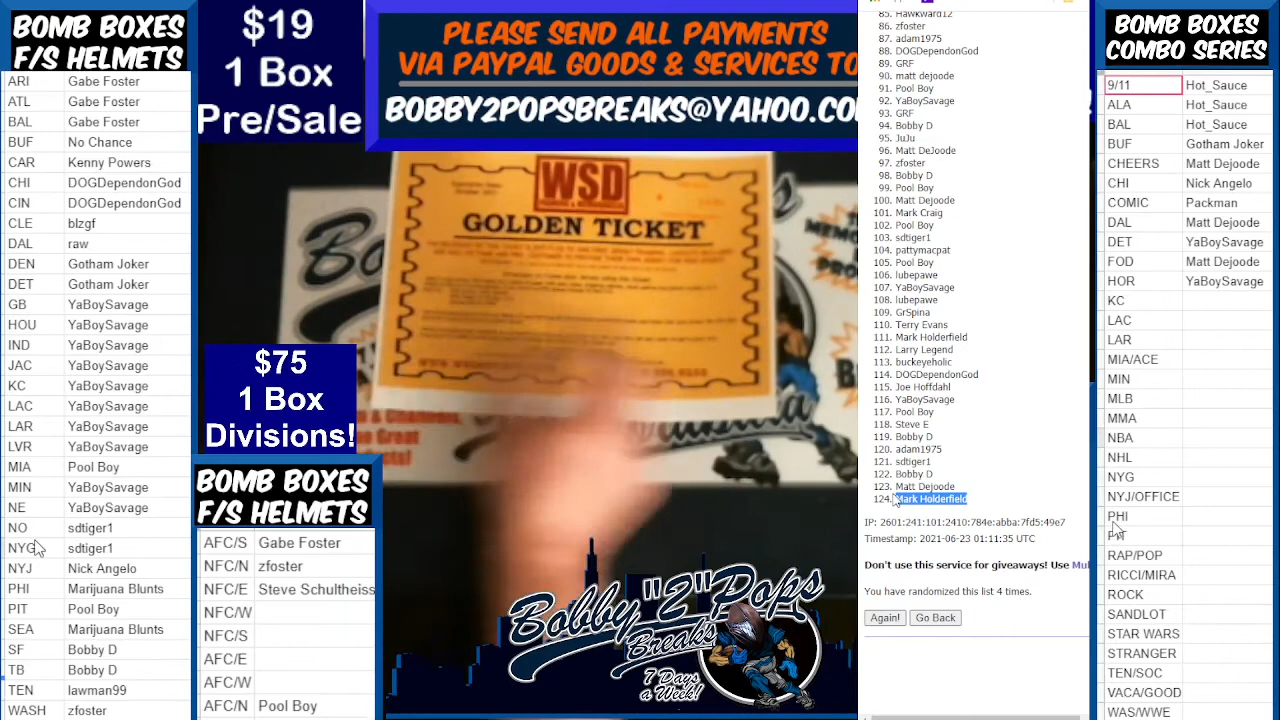 BOMB BOXES
F/S HELMETS
ARI Gabe Foster
ATL Gabe Foster
BAL Gabe Foster
BUF No Chance
CAR Kenny Powers
CHI DOGDependonGod
CIN DOGDependonGod
CLE blzgf
DAL raw
DEN Gotham Joker
DET Gotham Joker
GB YaBoySavage
HOU YaBoySavage
IND YaBoySavage
JAC YaBoySavage
KC YaBoySavage
LAC YaBoySavage
LAR YaBoySavage
LVR YaBoySavage
MIA Pool Boy
MIN YaBoySavage
NE YaBoySavage
NO sdtiger1
NYG sdtiger1
NYJ Nick Angelo
PHI Marijuana Blunts
PIT Pool Boy
SEA Marijuana Blunts
SF Bobby D
TB Bobby D
TEN lawman99
WASH zfoster
$19
1 Box
Pre/Sale
$75
1 Box
Divisions!
BOMB BOXES
F/S HELMETS
AFC/S Gabe Foster
NFC/N zfoster
NFC/E Steve Schultheiss
NFC/W
NFC/S
AFC/E
AFC/W
AFC/N Pool Boy
PLEASE SEND ALL PAYMENTS
VIA PAYPAL GOODS & SERVICES TO
BOBBY2POPSBREAKS@YAHOO.CO
WSD
GOLDEN TICKET
Bobby "2" Pops
Breaks
7 Days
a Week!
85. Hawkward12
86. zfoster
87. adam1975
88. DOGDependonGod
89. GRF
90. matt dejoode
91. Pool Boy
92. YaBoySavage
93. GRF
94. Bobby D
95. JuJu
96. Matt DeJoode
97. zfoster
98. Bobby D
99. Pool Boy
100. Matt Dejoode
101. Mark Craig
102. Pool Boy
103. sdtiger1
104. pattymacpat
105. Pool Boy
106. lubepawe
107. YaBoySavage
108. lubepawe
109. GrSpina
110. Terry Evans
111. Mark Holderfield
112. Larry Legend
113. buckeyeholic
114. DOGDependonGod
115. Joe Hoffdahl
116. YaBoySavage
117. Pool Boy
118. Steve E
119. Bobby D
120. adam1975
121. sdtiger1
122. Bobby D
123. Matt Dejoode
124. Mark Holderfield
IP: 2601:241:101:2410:784e:abba:7fd5:49e7
Timestamp: 2021-06-23 01:11:35 UTC
Don't use this service for giveaways! Use Mul
You have randomized this list 4 times.
Again! Go Back
BOMB BOXES
COMBO SERIES
9/11 Hot_Sauce
ALA Hot_Sauce
BAL Hot_Sauce
BUF Gotham Joker
CHEERS Matt Dejoode
CHI Nick Angelo
COMIC Packman
DAL Matt Dejoode
DET YaBoySavage
FOD Matt Dejoode
HOR YaBoySavage
KC
LAC
LAR
MIA/ACE
MIN
MLB
MMA
NBA
NHL
NYG
NYJ/OFFICE
PHI
PIT
RAP/POP
RICCI/MIRA
ROCK
SANDLOT
STAR WARS
STRANGER
TEN/SOC
VACA/GOOD
WAS/WWE